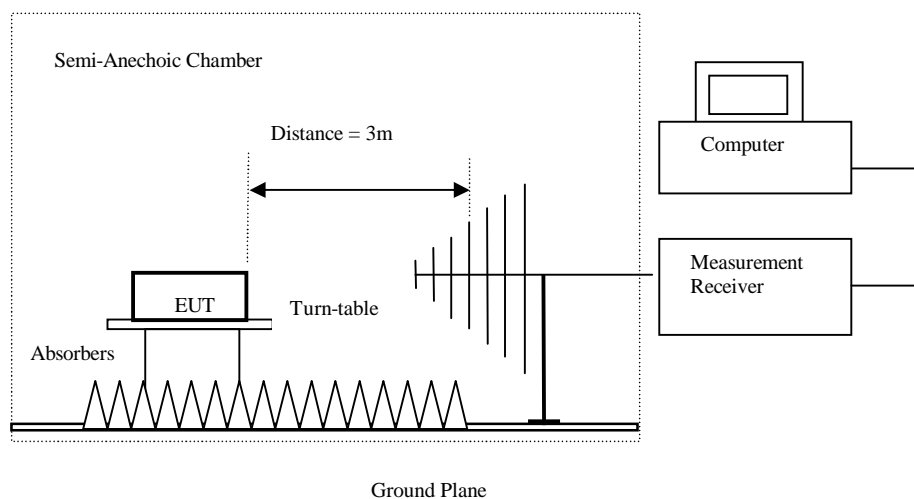 Semi-Anechoic Chamber
Distance = 3m
Computer
Measurement
Receiver
EUT
Turn-table
Absorbers
Ground Plane